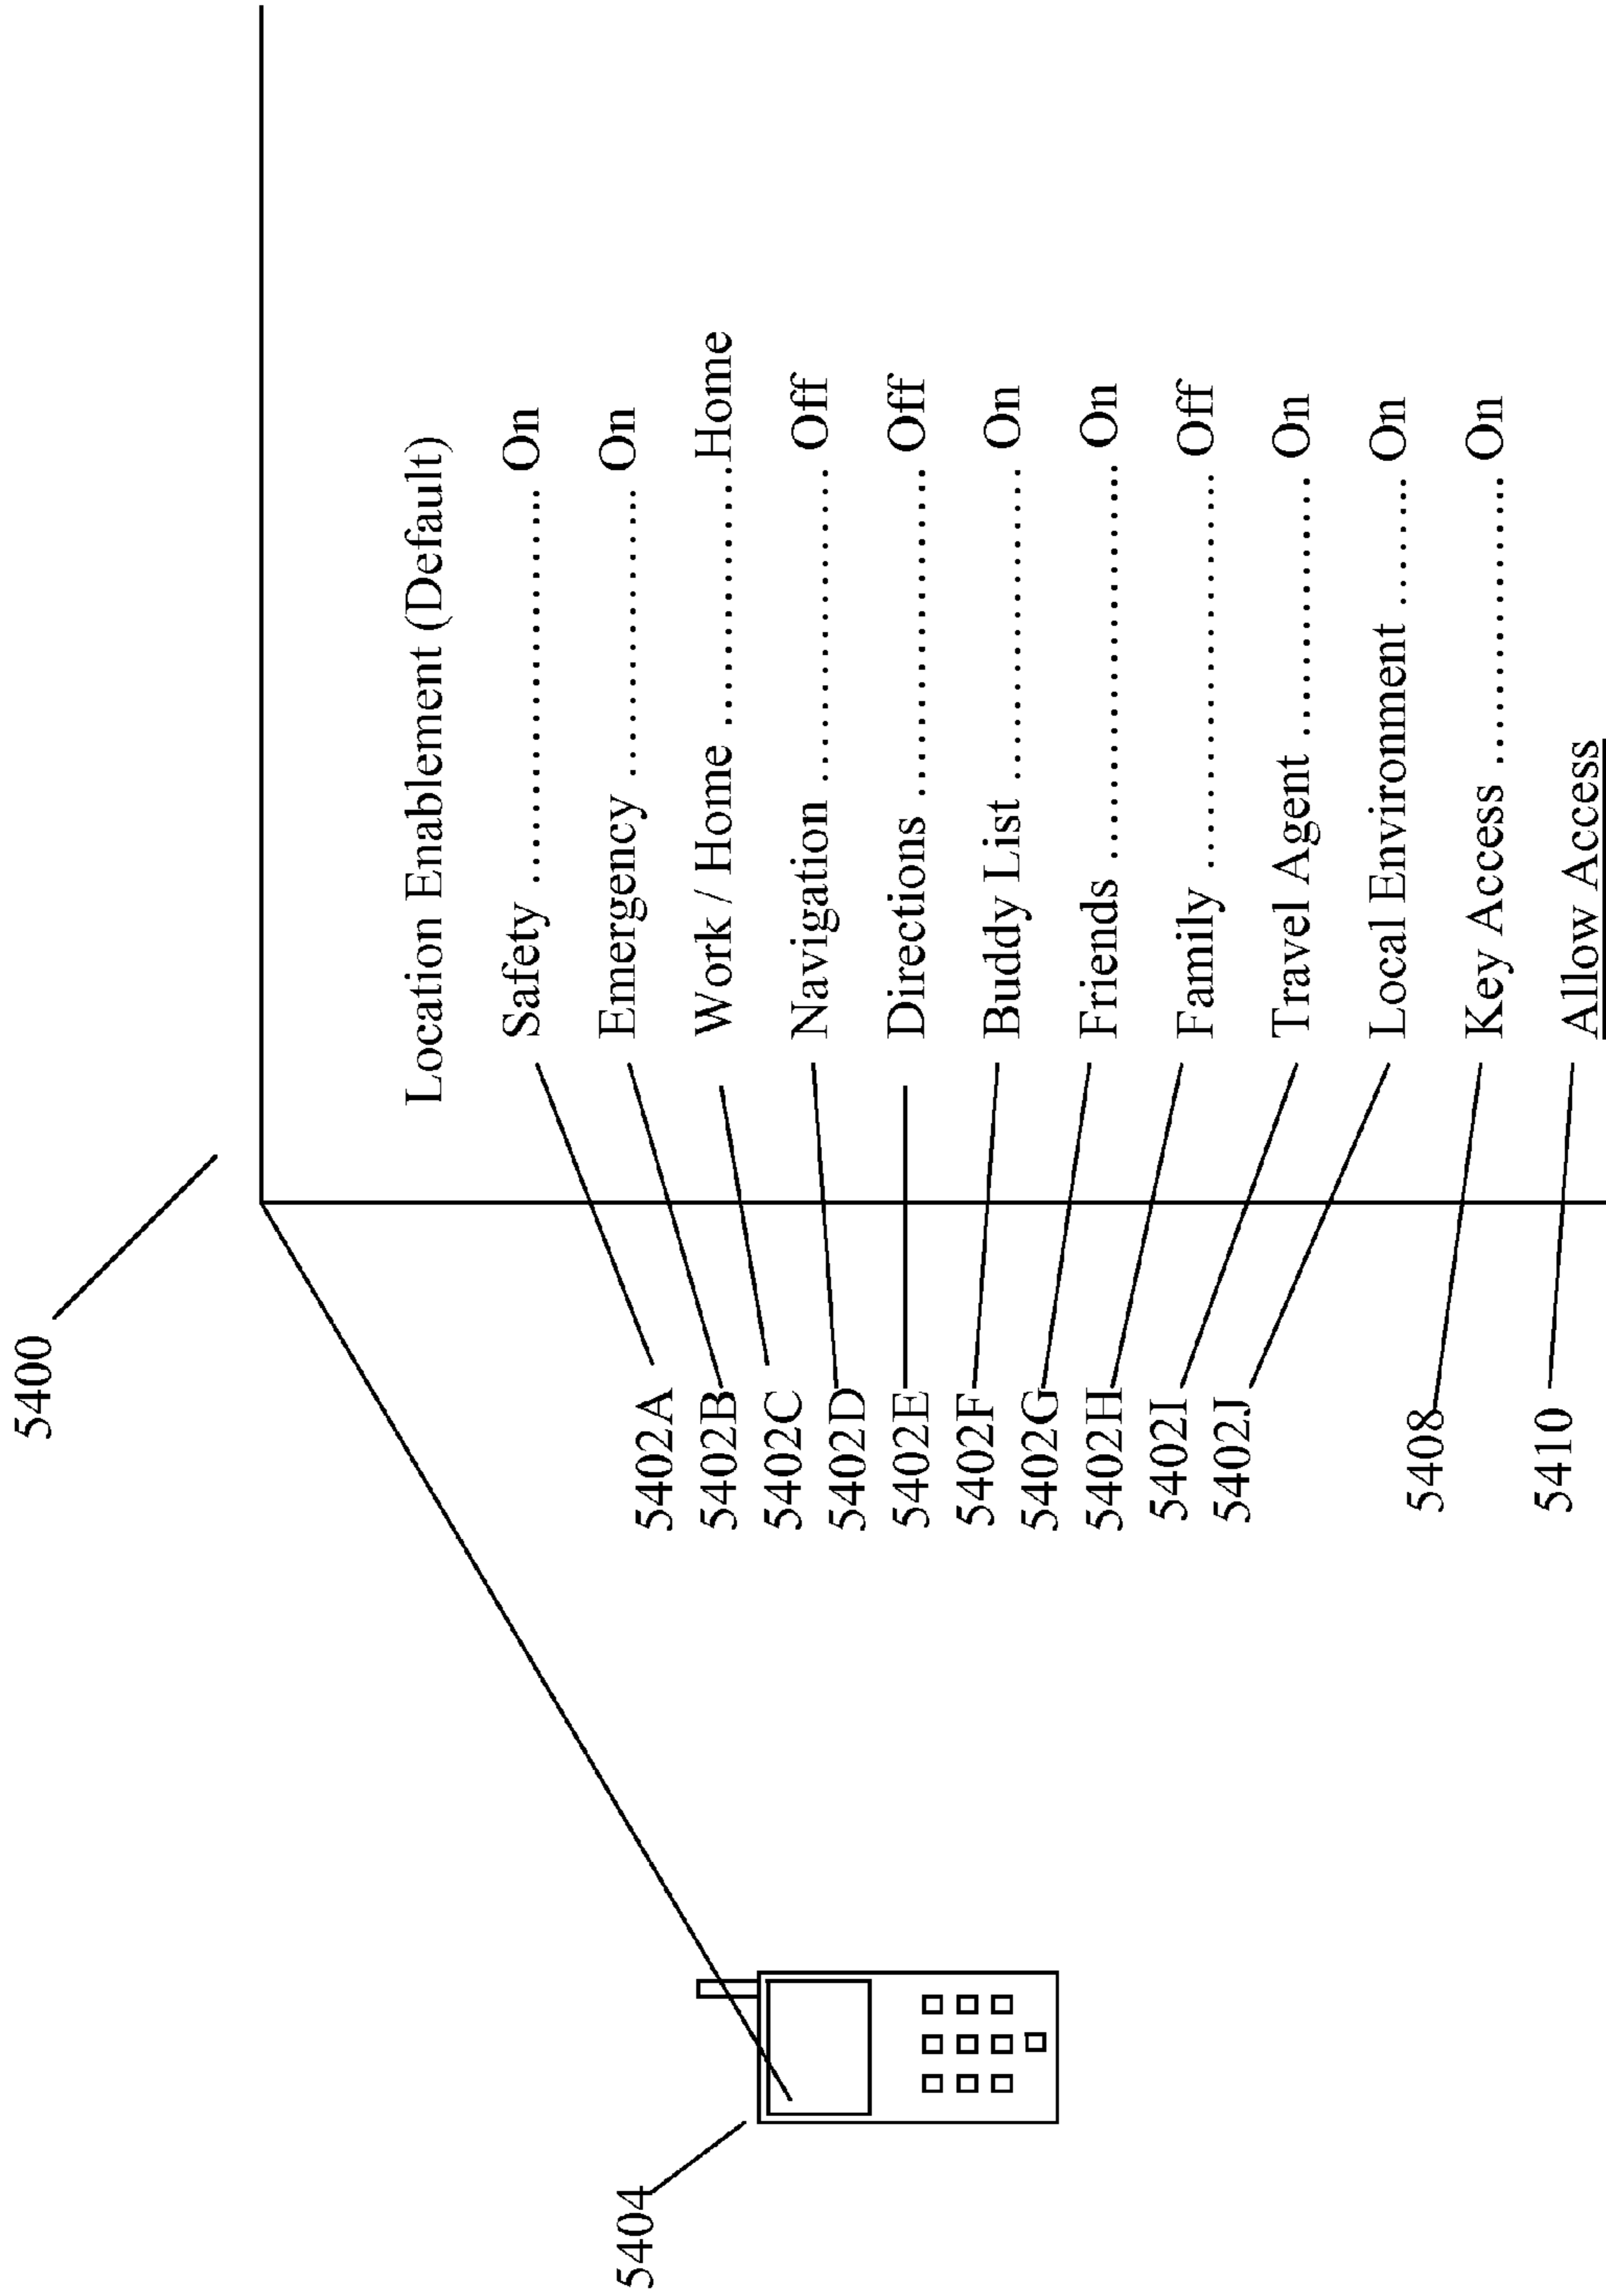 5400
Location Enablement (Default)
5402A Safety ........................ On
5402B Emergency ................. On
5402C Work / Home ...............Home
5402D Navigation .................. Off
5402E Directions ................... Off
5402F Buddy List .................. On
5402G Friends ....................... On
5402H Family ....................... Off
5402I Travel Agent ............... On
5402J Local Environment ........ On
5408 Key Access ................. On
5410 Allow Access
5404